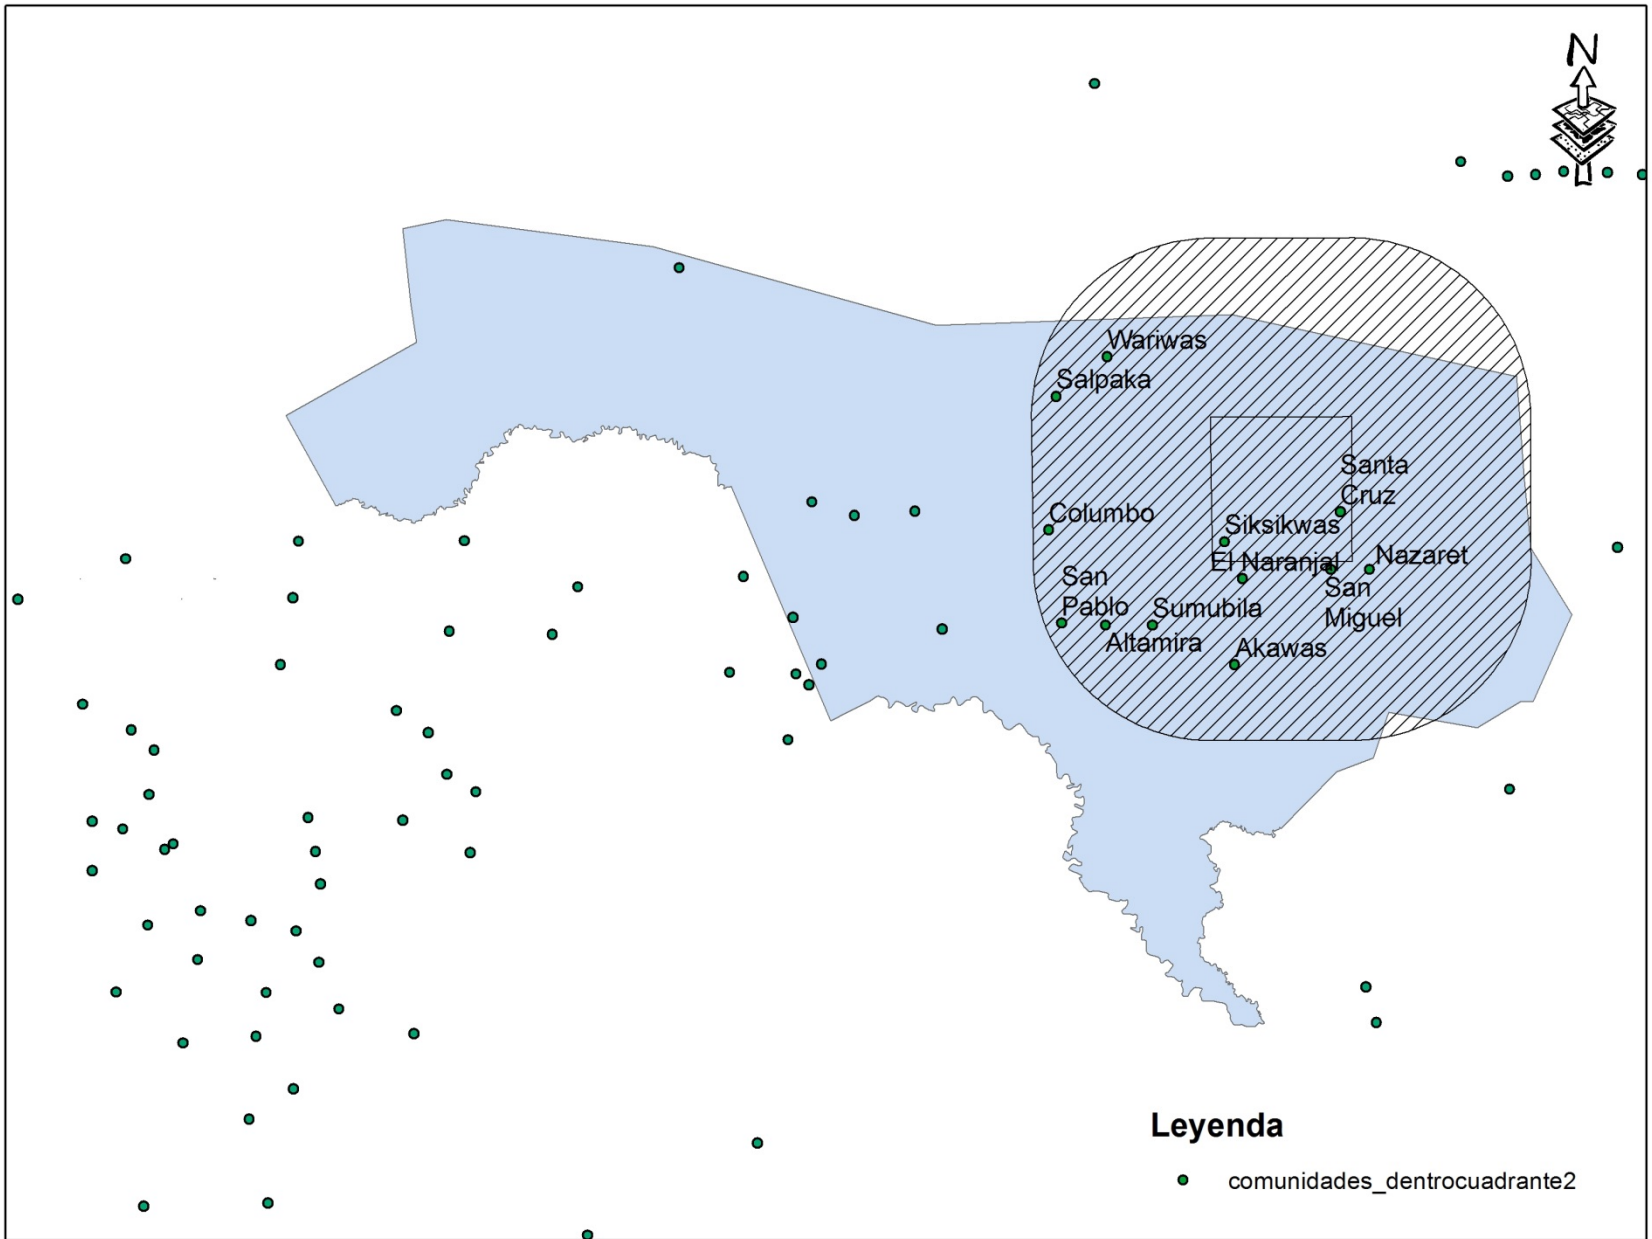 N
Wariwas
Salpaka
Santa
Cruz
Columbo
Siksikwas
El Naranjal
Nazaret
San
Pablo
San
Miguel
Sumubila
Altamira
Akawas
Leyenda
comunidades_dentrocuadrante2